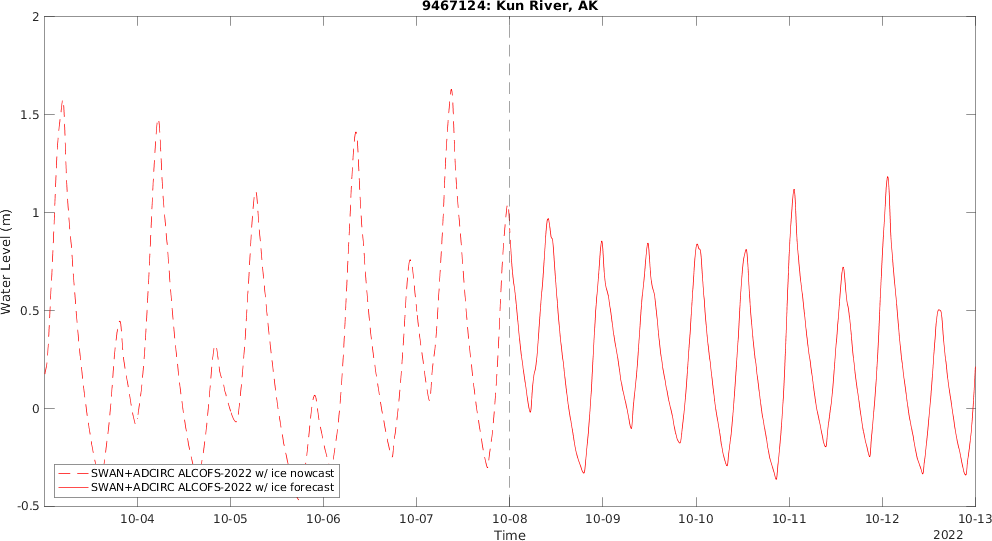 9467124: Kun River, AK
2
1.5
1
0.5
0
-0.5
Water Level (m)
SWAN+ADCIRC ALCOFS-2022 w/ ice nowcast
SWAN+ADCIRC ALCOFS-2022 w/ ice forecast
10-04 10-05 10-06 10-07 10-08 10-09 10-10 10-11 10-12 10-13
Time
2022